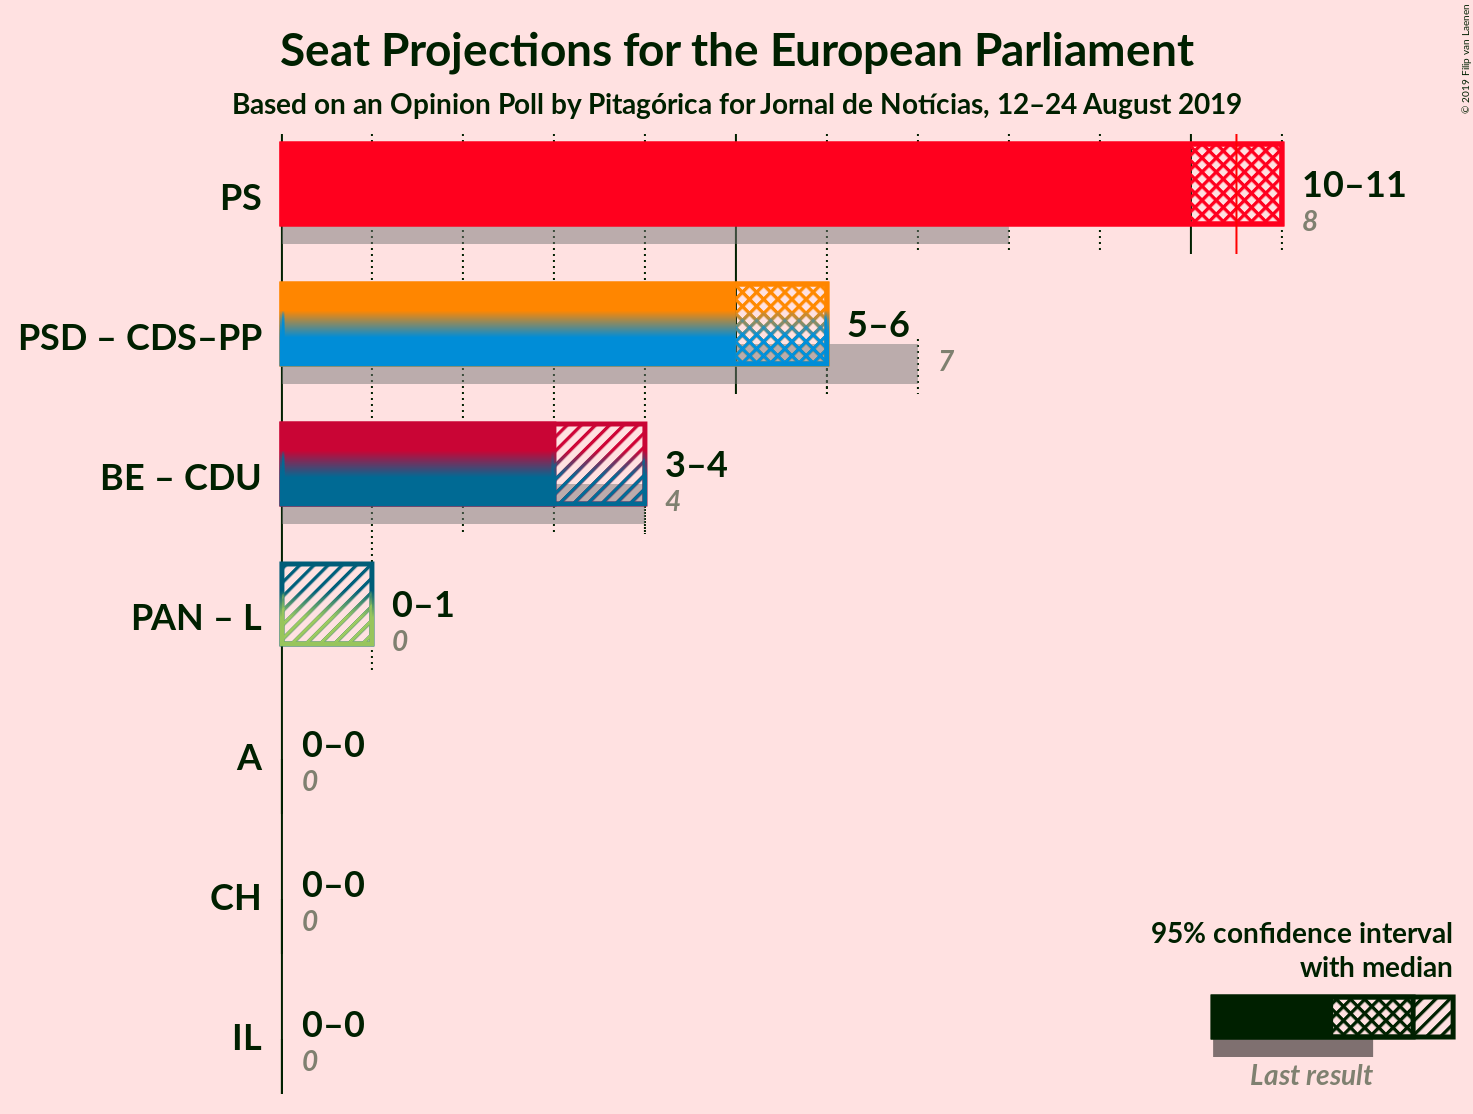 Seat Projections for the European Parliament
Based on an Opinion Poll by Pitagórica for Jornal de Notícias, 12–24 August 2019
© 2019 Filip van Laenen
PS
10–11
8
PSD – CDS–PP
5–6
7
BE – CDU
3–4
4
PAN – L
0–1
0
A
0–0
0
CH
0–0
0
IL
0–0
0
95% confidence interval
with median
Last result